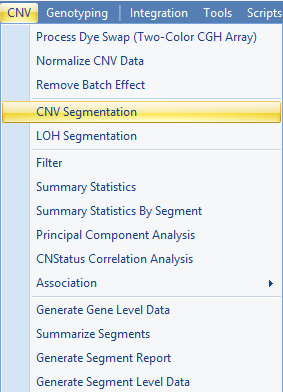 CNV Genotyping Integration Tools Scripts
Process Dye Swap (Two-Color CGH Array)
Normalize CNV Data
Remove Batch Effect
CNV Segmentation
LOH Segmentation
Filter
Summary Statistics
Summary Statistics By Segment
Principal Component Analysis
CNStatus Correlation Analysis
Association
Generate Gene Level Data
Summarize Segments
Generate Segment Report
Generate Segment Level Data